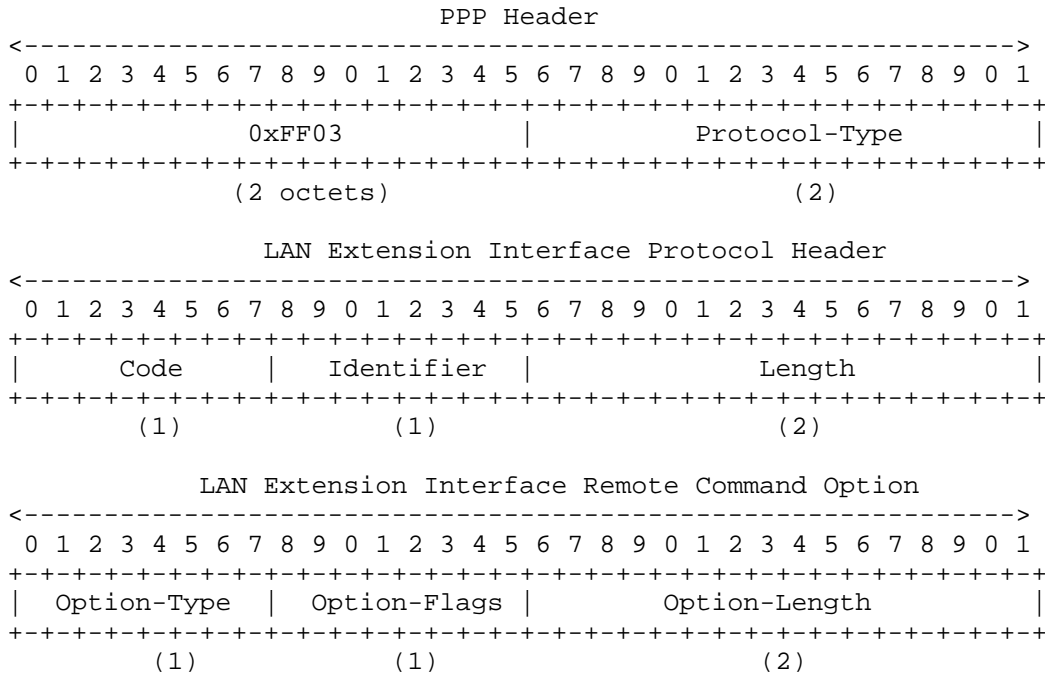 PPP Header
<-------------------------------------------------------------->
 0 1 2 3 4 5 6 7 8 9 0 1 2 3 4 5 6 7 8 9 0 1 2 3 4 5 6 7 8 9 0 1
+-+-+-+-+-+-+-+-+-+-+-+-+-+-+-+-+-+-+-+-+-+-+-+-+-+-+-+-+-+-+-+-+
|             0xFF03            |         Protocol-Type         |
+-+-+-+-+-+-+-+-+-+-+-+-+-+-+-+-+-+-+-+-+-+-+-+-+-+-+-+-+-+-+-+-+
(2 octets) (2)
LAN Extension Interface Protocol Header
<-------------------------------------------------------------->
 0 1 2 3 4 5 6 7 8 9 0 1 2 3 4 5 6 7 8 9 0 1 2 3 4 5 6 7 8 9 0 1
+-+-+-+-+-+-+-+-+-+-+-+-+-+-+-+-+-+-+-+-+-+-+-+-+-+-+-+-+-+-+-+-+
|      Code     |   Identifier  |             Length            |
+-+-+-+-+-+-+-+-+-+-+-+-+-+-+-+-+-+-+-+-+-+-+-+-+-+-+-+-+-+-+-+-+
(1) (1) (2)
LAN Extension Interface Remote Command Option
<-------------------------------------------------------------->
 0 1 2 3 4 5 6 7 8 9 0 1 2 3 4 5 6 7 8 9 0 1 2 3 4 5 6 7 8 9 0 1
+-+-+-+-+-+-+-+-+-+-+-+-+-+-+-+-+-+-+-+-+-+-+-+-+-+-+-+-+-+-+-+-+
|  Option-Type  |  Option-Flags |        Option-Length          |
+-+-+-+-+-+-+-+-+-+-+-+-+-+-+-+-+-+-+-+-+-+-+-+-+-+-+-+-+-+-+-+-+
(1) (1) (2)